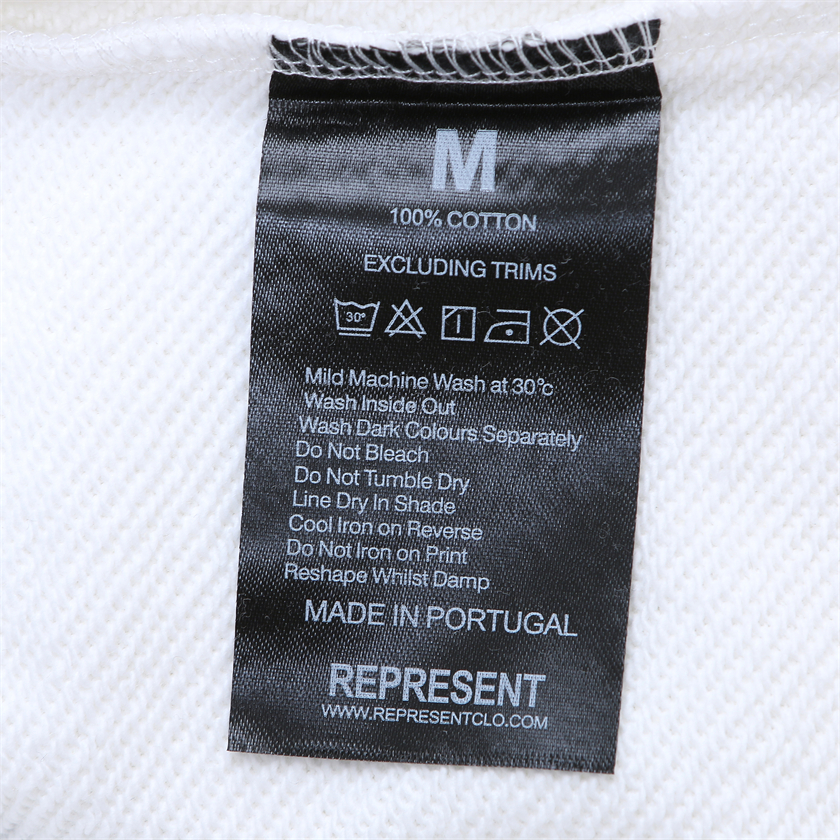 M
100% COTTON
EXCLUDING TRIMS
30°
Mild Machine Wash at 30°c
Wash Inside Out
Wash Dark Colours Separately
Do Not Bleach
Do Not Tumble Dry
Line Dry In Shade
Cool Iron on Reverse
Do Not Iron on Print
Reshape Whilst Damp
MADE IN PORTUGAL
REPRESENT
WWW.REPRESENTCLO.COM